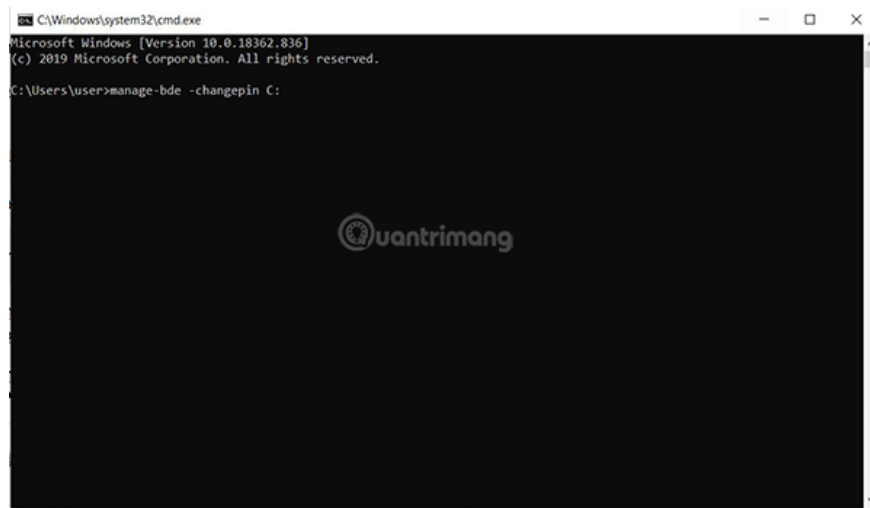 C:\Windows\system32\cmd.exe
Microsoft Windows [Version 10.0.18362.836]
(c) 2019 Microsoft Corporation. All rights reserved.
C:\Users\user>manage-bde -changepin C:
Quantrimang